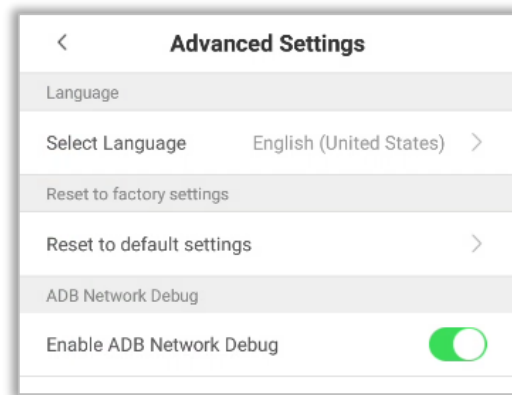 Advanced Settings
Language
Select Language English (United States)
Reset to factory settings
Reset to default settings
ADB Network Debug
Enable ADB Network Debug